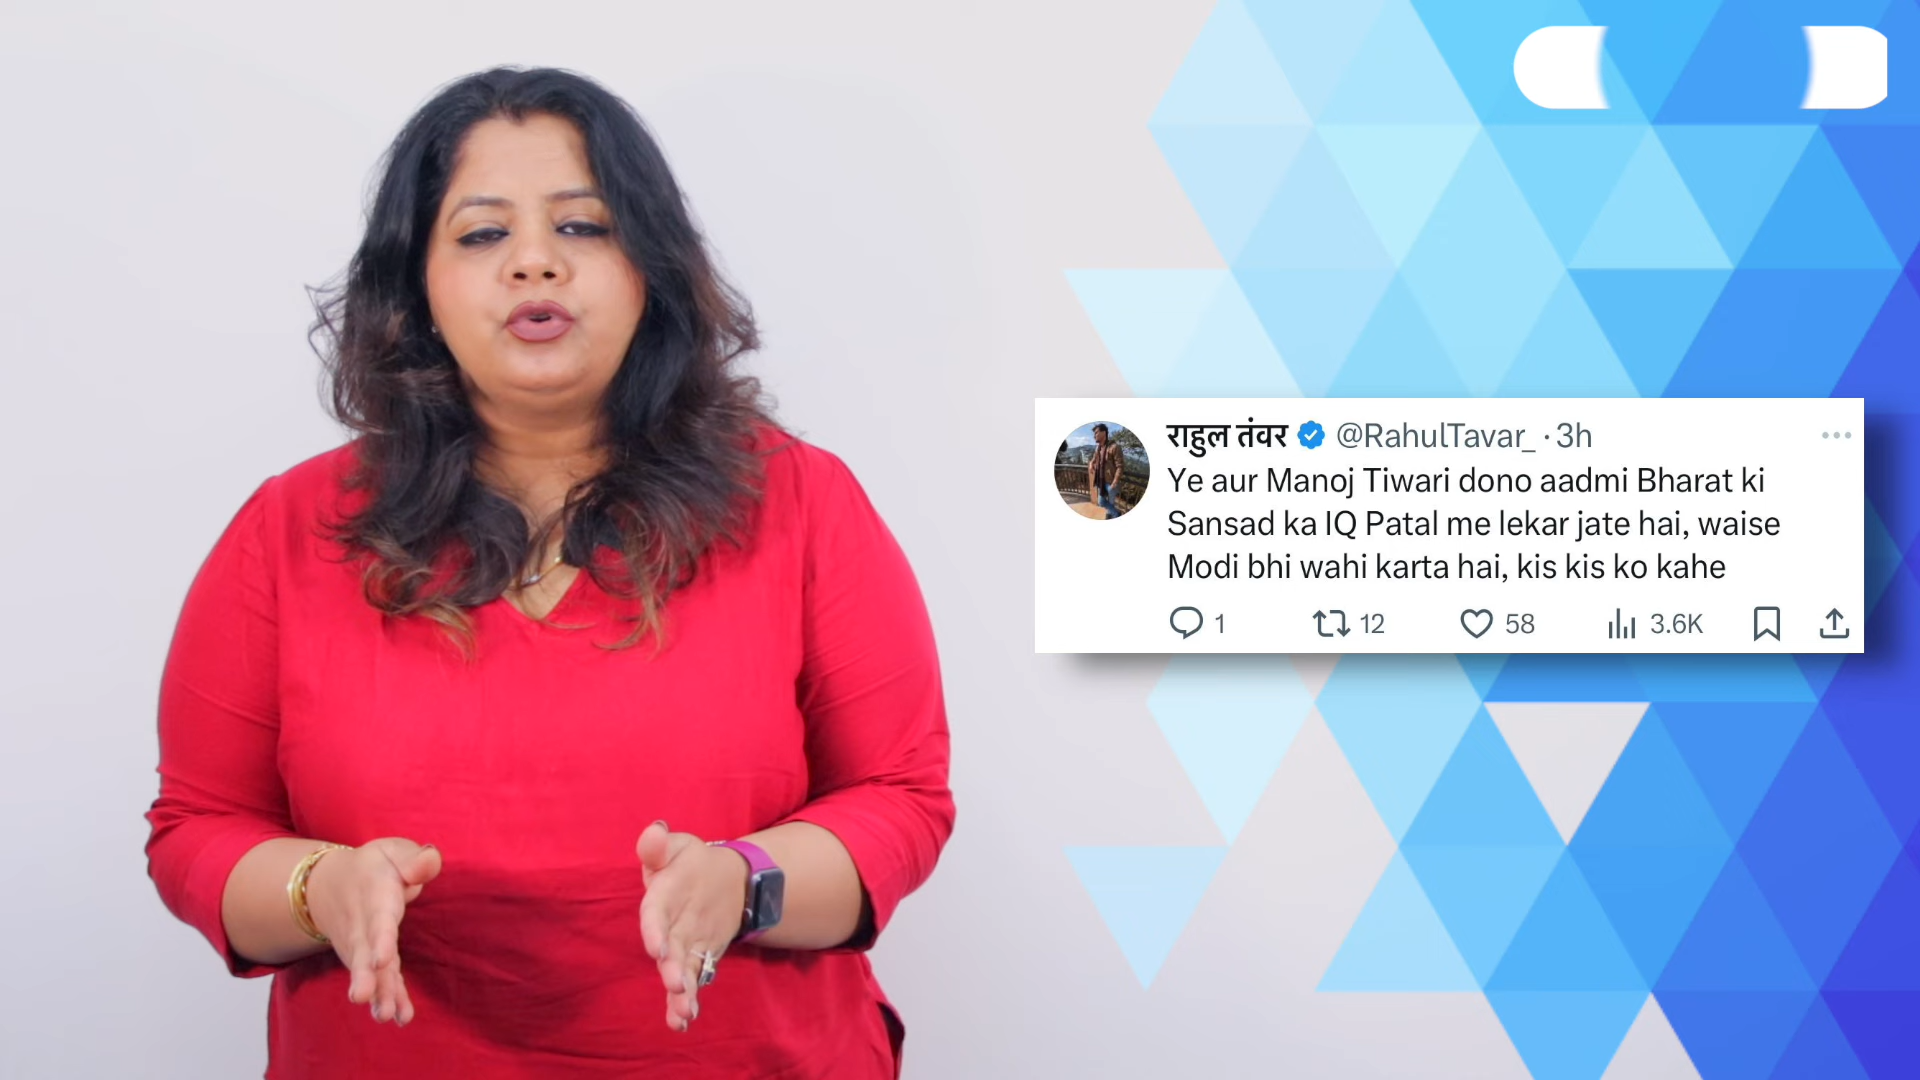 राहुल तंवर @RahulTavar_ · 3h
Ye aur Manoj Tiwari dono aadmi Bharat ki
Sansad ka IQ Patal me lekar jate hai, waise
Modi bhi wahi karta hai, kis kis ko kahe
1 12 58 3.6K